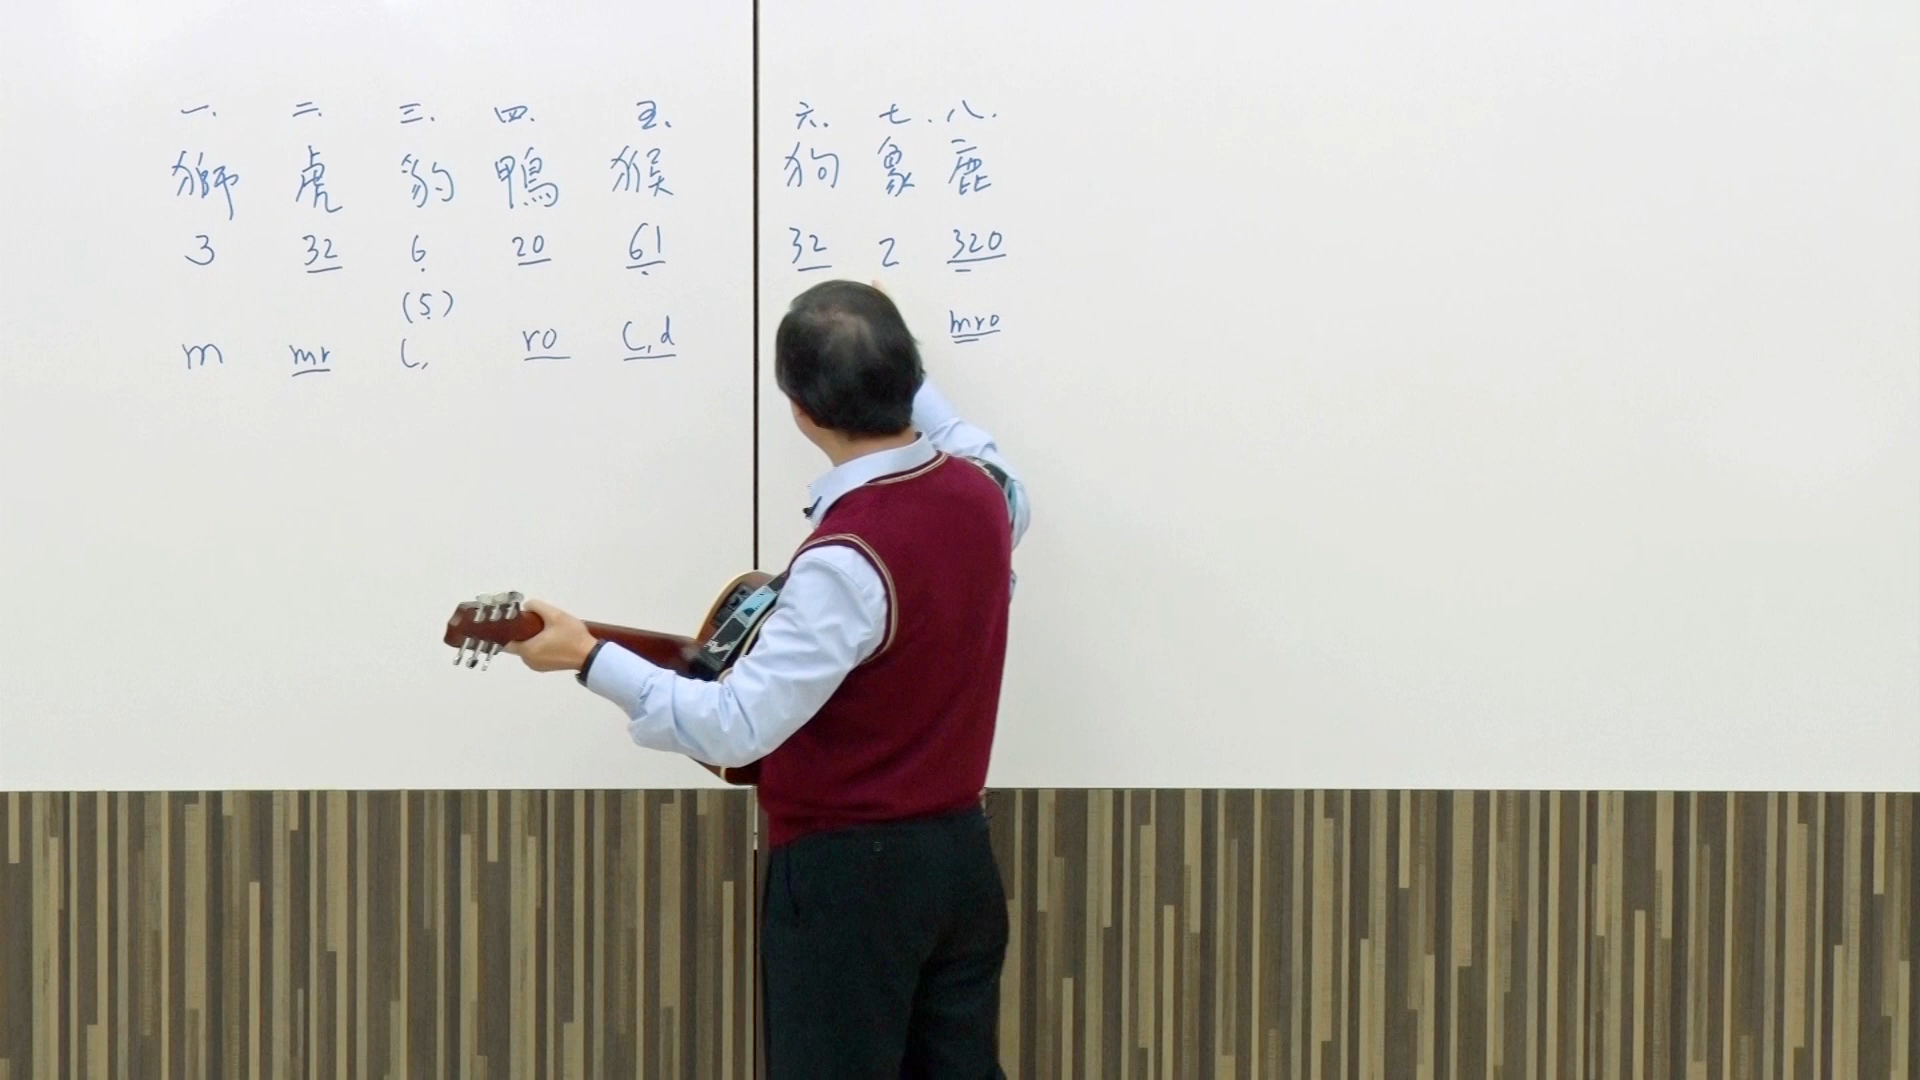 一. 二. 三. 四. 五. 六. 七. 八.
獅 虎 豹 鴨 猴 狗 象 鹿
3 32 6 20 61 32 2 320
(5)
m mr l, ro l,d mro